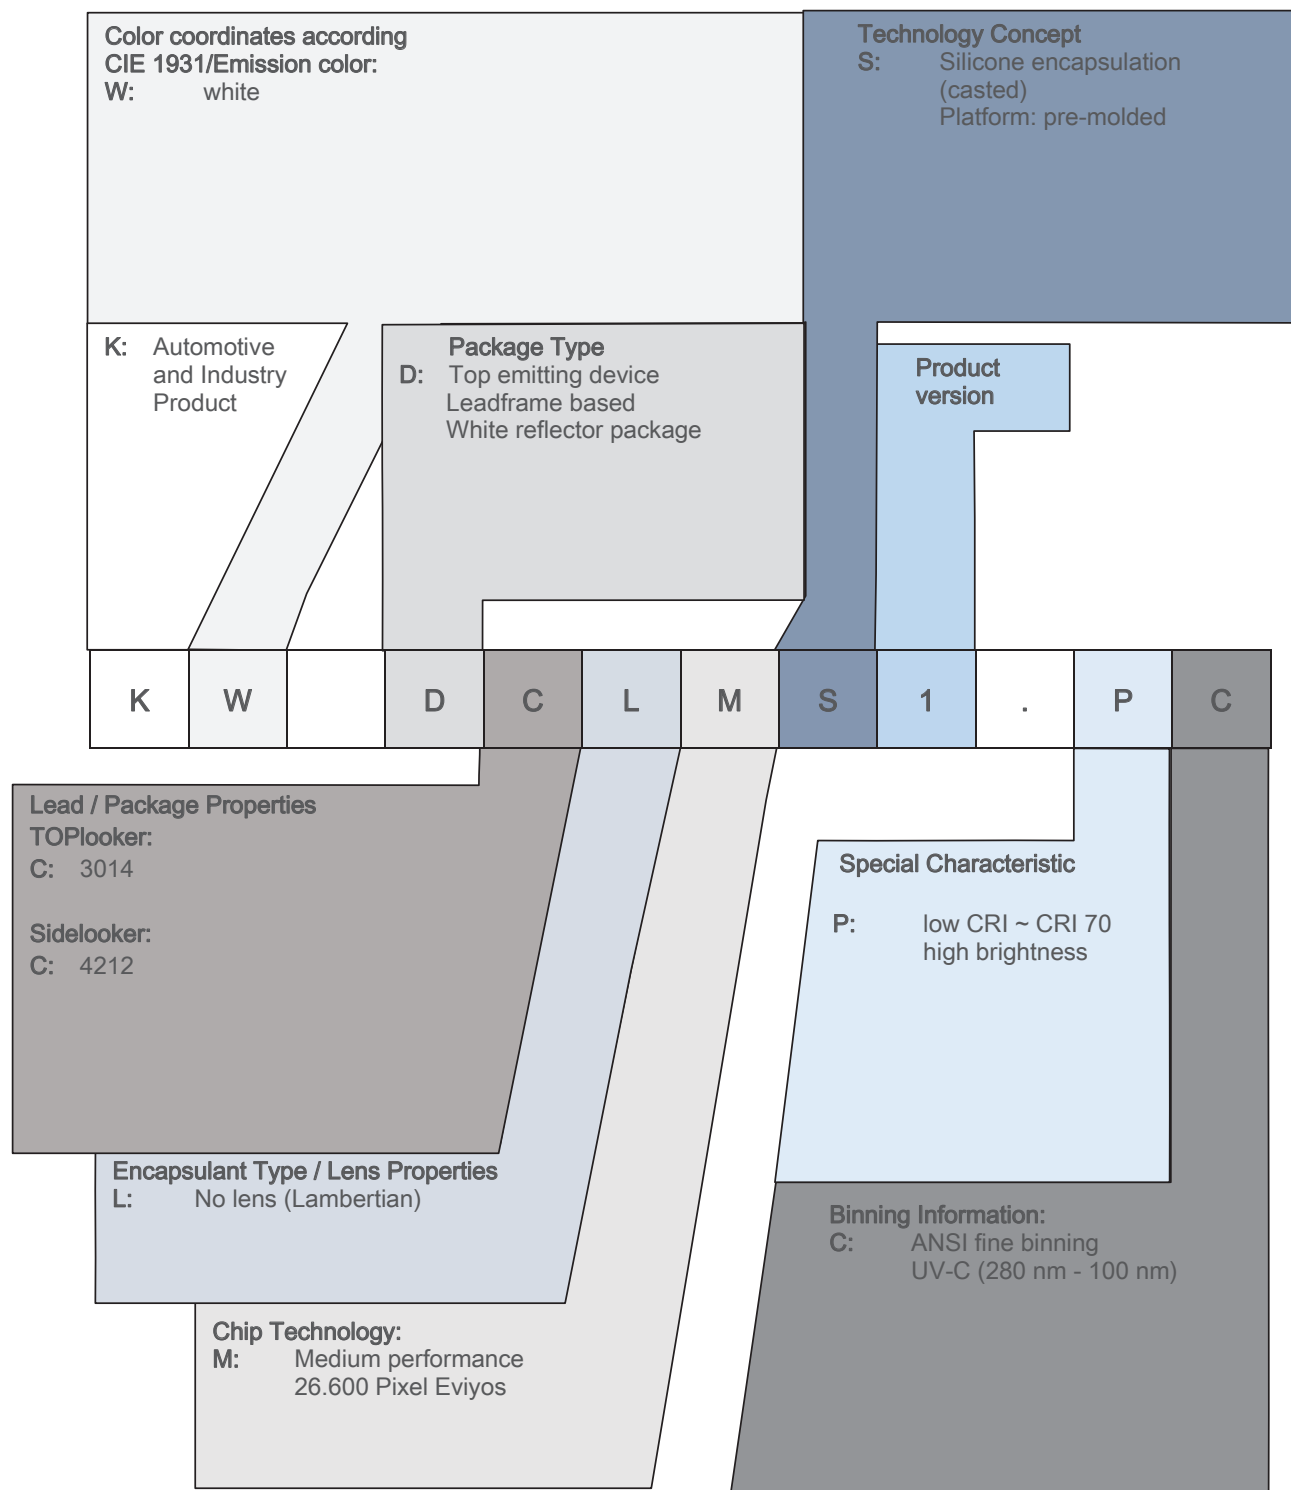 Color coordinates according
CIE 1931/Emission color:
W: white
Technology Concept
S: Silicone encapsulation
(casted)
Platform: pre-molded
K: Automotive
and Industry
Product
Package Type
D: Top emitting device
Leadframe based
White reflector package
Product
version
K W D C L M S 1 . P C
Lead / Package Properties
TOPlooker:
C: 3014
Sidelooker:
C: 4212
Special Characteristic
P: low CRI ~ CRI 70
high brightness
Encapsulant Type / Lens Properties
L: No lens (Lambertian)
Binning Information:
C: ANSI fine binning
UV-C (280 nm - 100 nm)
Chip Technology:
M: Medium performance
26.600 Pixel Eviyos